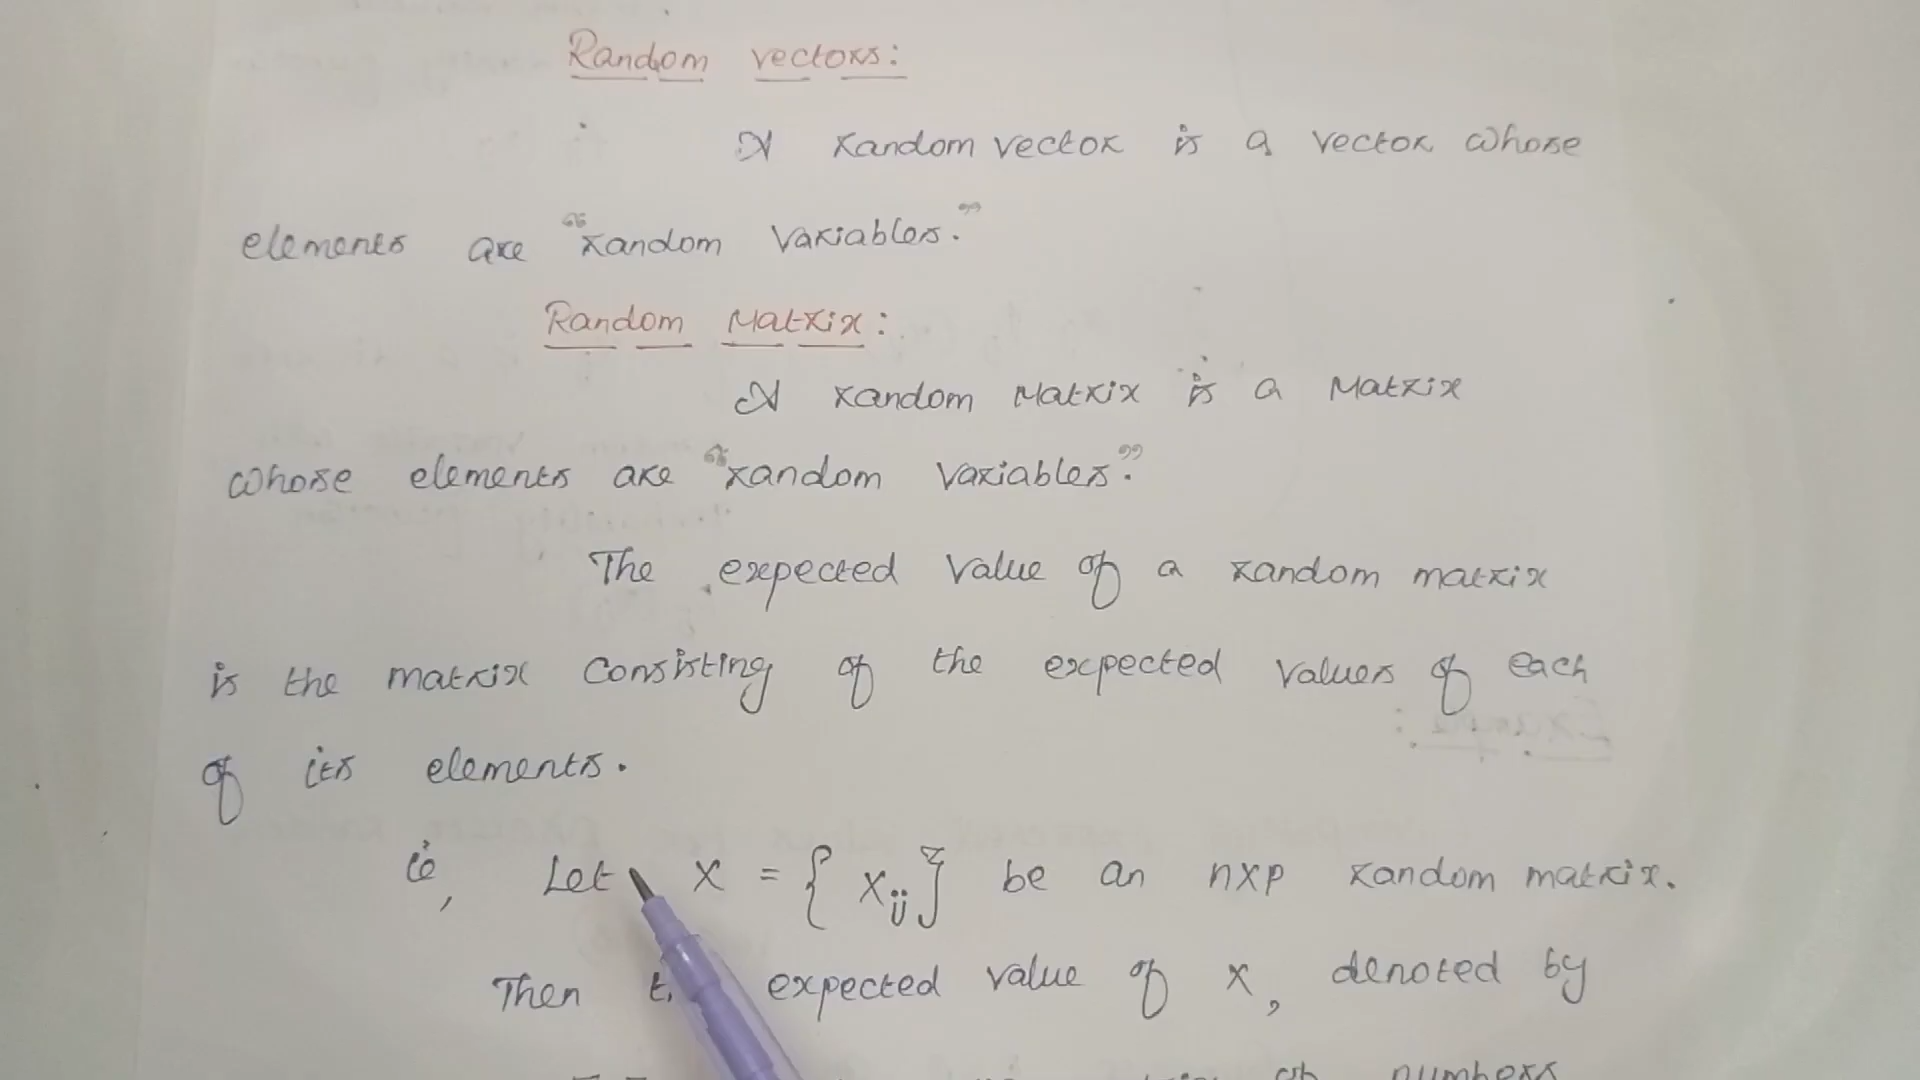 Random vectors:
A random vector is a vector whose
elements are "random variables."
Random Matrix:
A random Matrix is a Matrix
whose elements are "random variables".
The expected value of a random matrix
is the matrix consisting of the expected values of each
of its elements.
ie, Let X = { Xij } be an nxp random matrix.
Then expected value of X, denoted by
of numbers